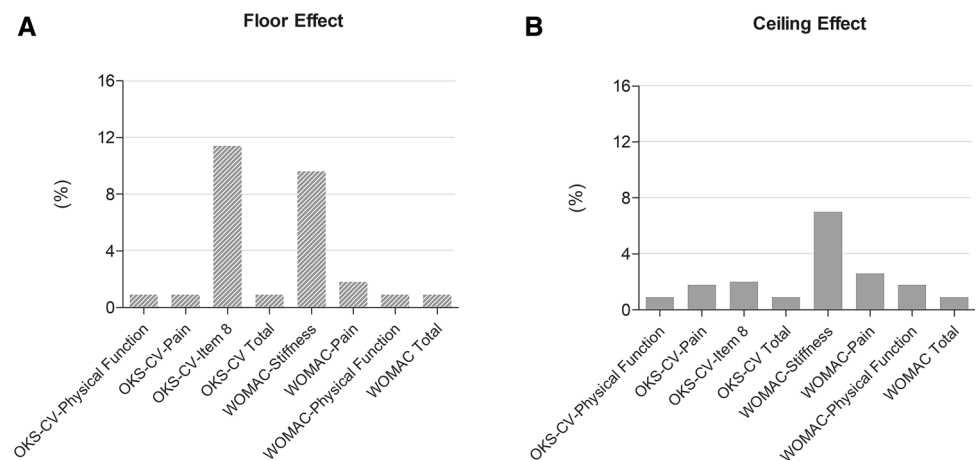 A
Floor Effect
16
12
8
4
0
(%)
OKS-CV-Physical Function
OKS-CV-Pain
OKS-CV-Item 8
OKS-CV Total
WOMAC-Stiffness
WOMAC-Pain
WOMAC-Physical Function
WOMAC Total
B
Ceiling Effect
16
12
8
4
0
(%)
OKS-CV-Physical Function
OKS-CV-Pain
OKS-CV-Item 8
OKS-CV Total
WOMAC-Stiffness
WOMAC-Pain
WOMAC-Physical Function
WOMAC Total